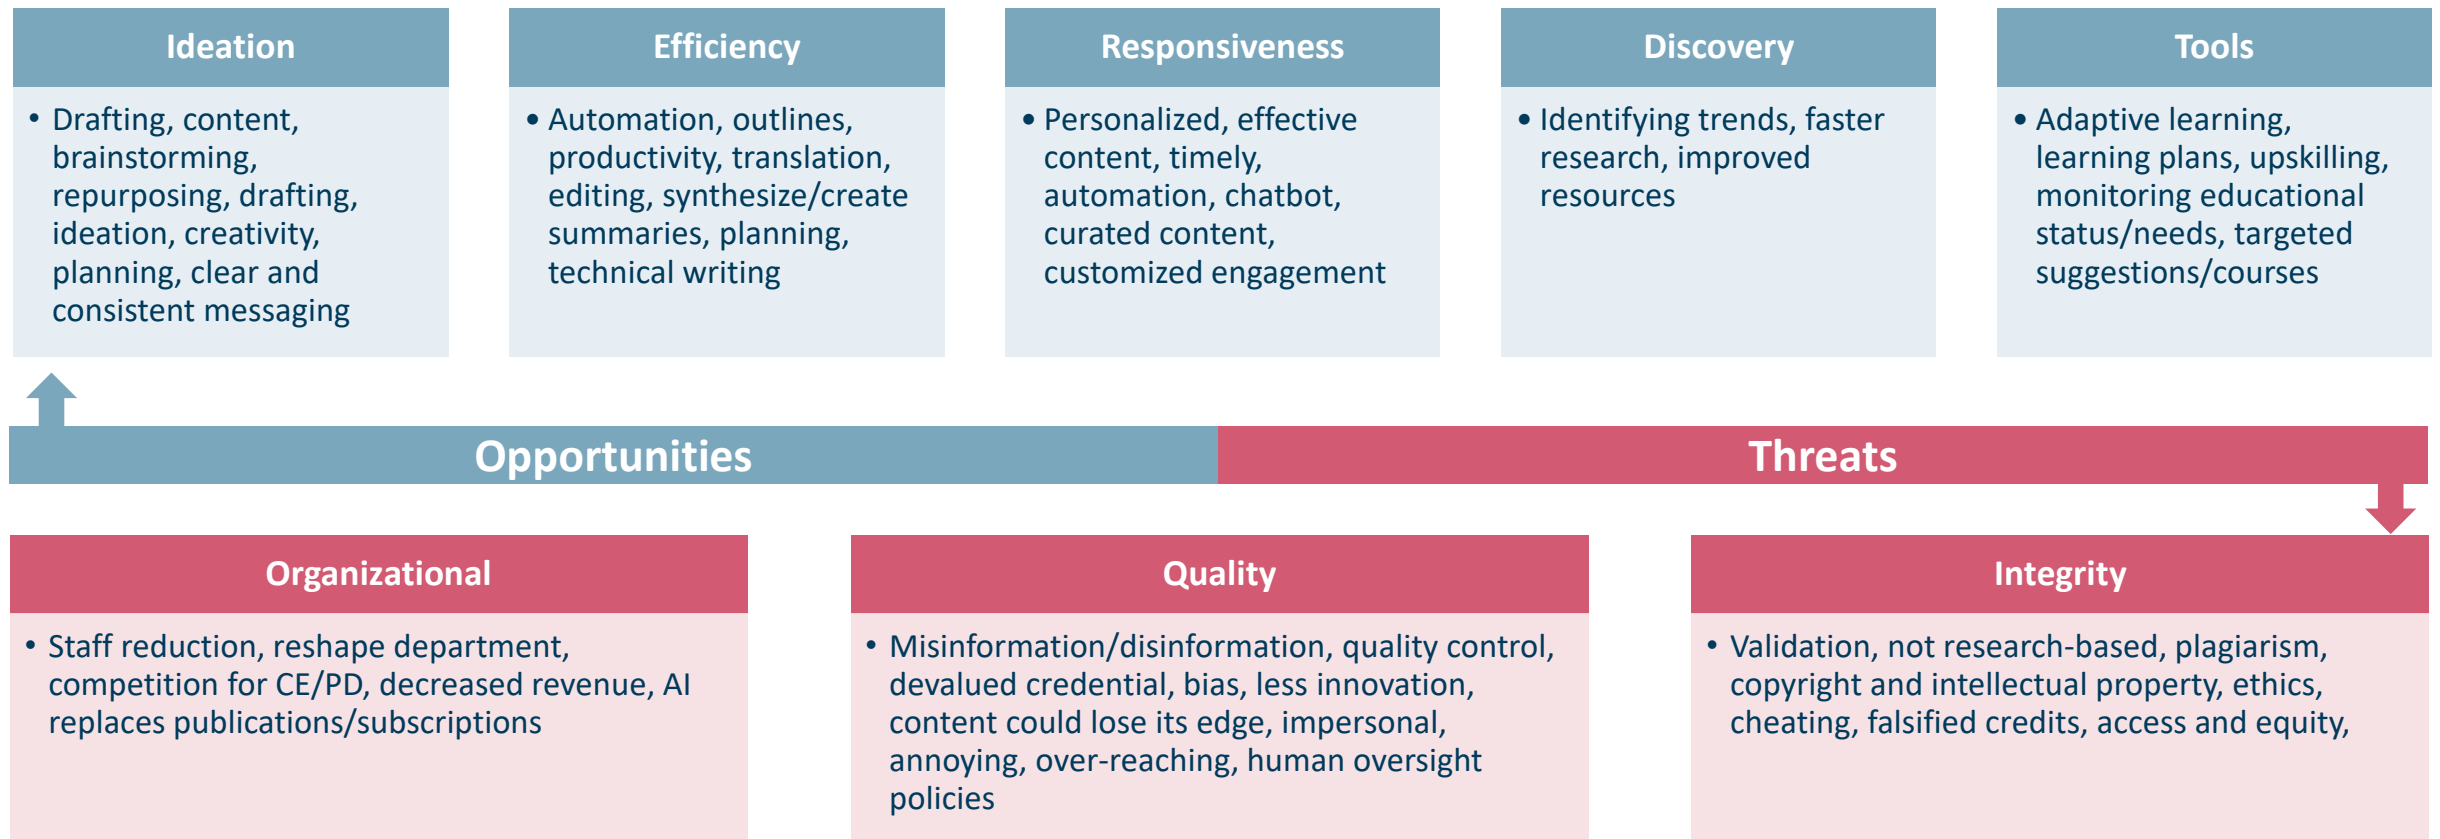 Ideation
• Drafting, content,
brainstorming,
repurposing, drafting,
ideation, creativity,
planning, clear and
consistent messaging
Efficiency
• Automation, outlines,
productivity, translation,
editing, synthesize/create
summaries, planning,
technical writing
Responsiveness
• Personalized, effective
content, timely,
automation, chatbot,
curated content,
customized engagement
Discovery
• Identifying trends, faster
research, improved
resources
Tools
• Adaptive learning,
learning plans, upskilling,
monitoring educational
status/needs, targeted
suggestions/courses
Opportunities
Threats
Organizational
• Staff reduction, reshape department,
competition for CE/PD, decreased revenue, AI
replaces publications/subscriptions
Quality
• Misinformation/disinformation, quality control,
devalued credential, bias, less innovation,
content could lose its edge, impersonal,
annoying, over-reaching, human oversight
policies
Integrity
• Validation, not research-based, plagiarism,
copyright and intellectual property, ethics,
cheating, falsified credits, access and equity,